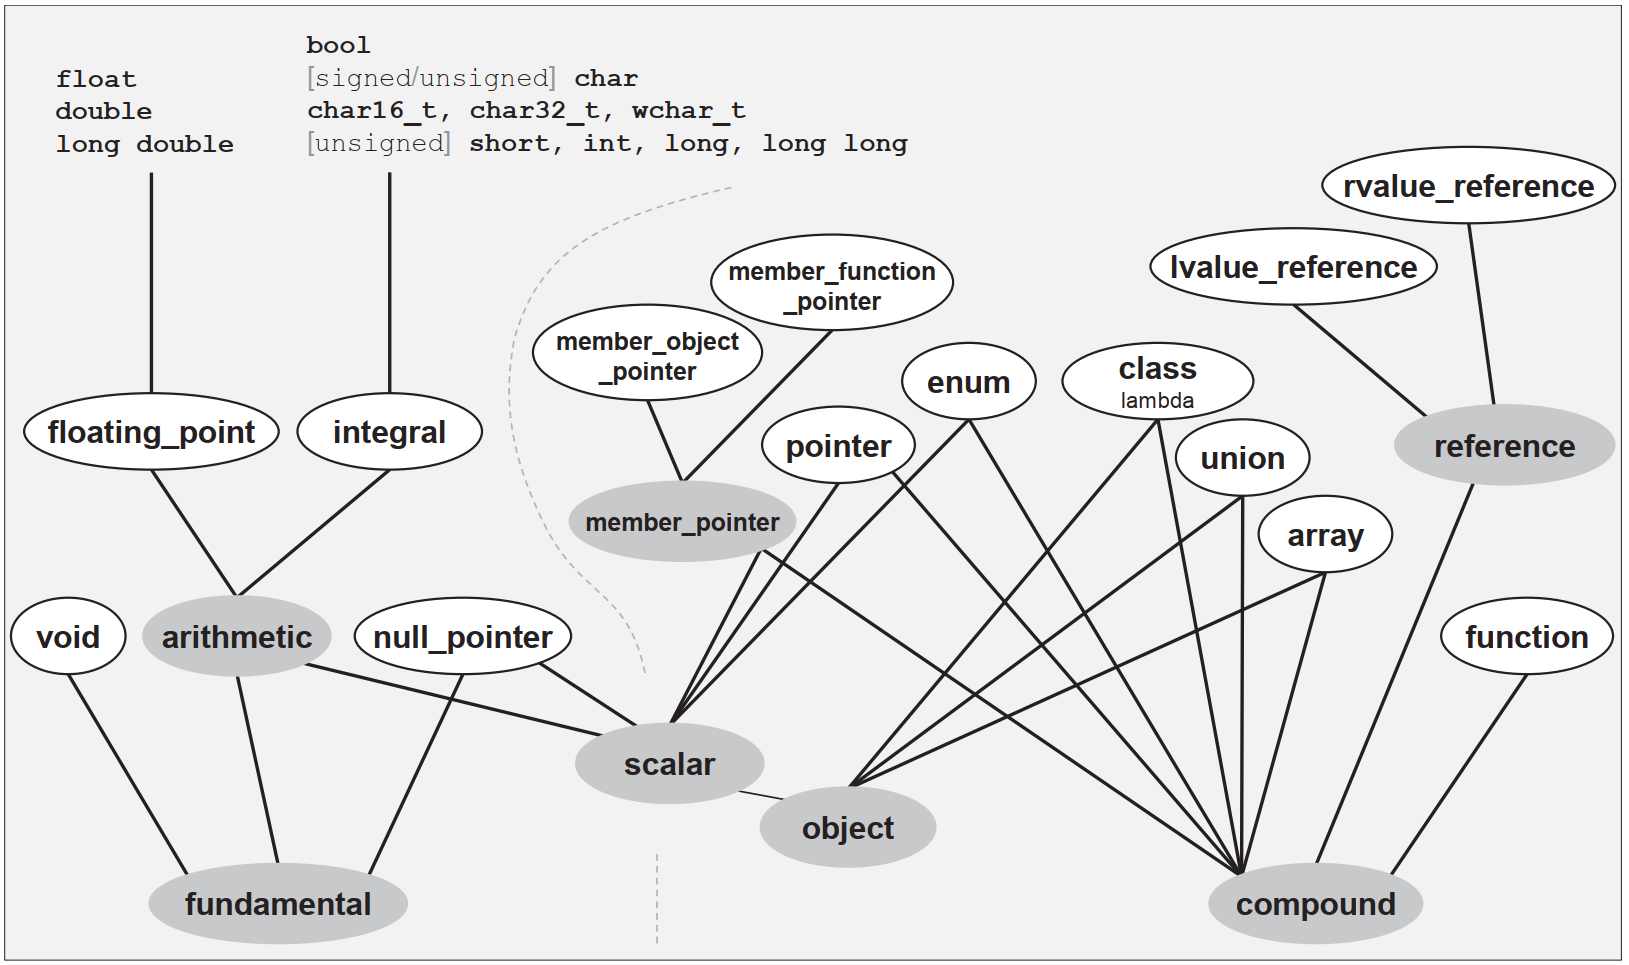 bool
float
[signed/unsigned] char
double
char16_t, char32_t, wchar_t
long double
[unsigned] short, int, long, long long
rvalue_reference
lvalue_reference
member_function
_pointer
member_object
_pointer
enum
class
lambda
floating_point
integral
pointer
union
reference
member_pointer
array
void
arithmetic
null_pointer
function
scalar
object
fundamental
compound